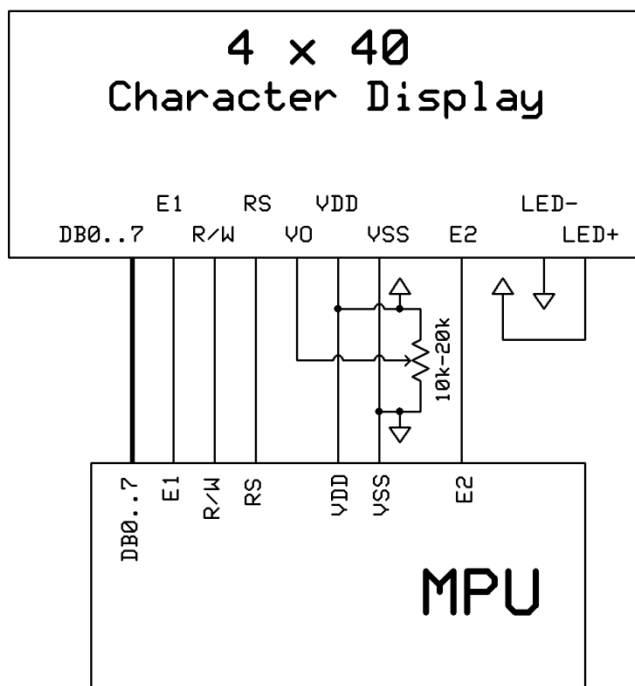 4 x 40
Character Display
E1 RS VDD LED-
DB0..7 R/W VO VSS E2 LED+
10k-20k
DB0..7 E1 R/W RS VDD VSS E2
MPU